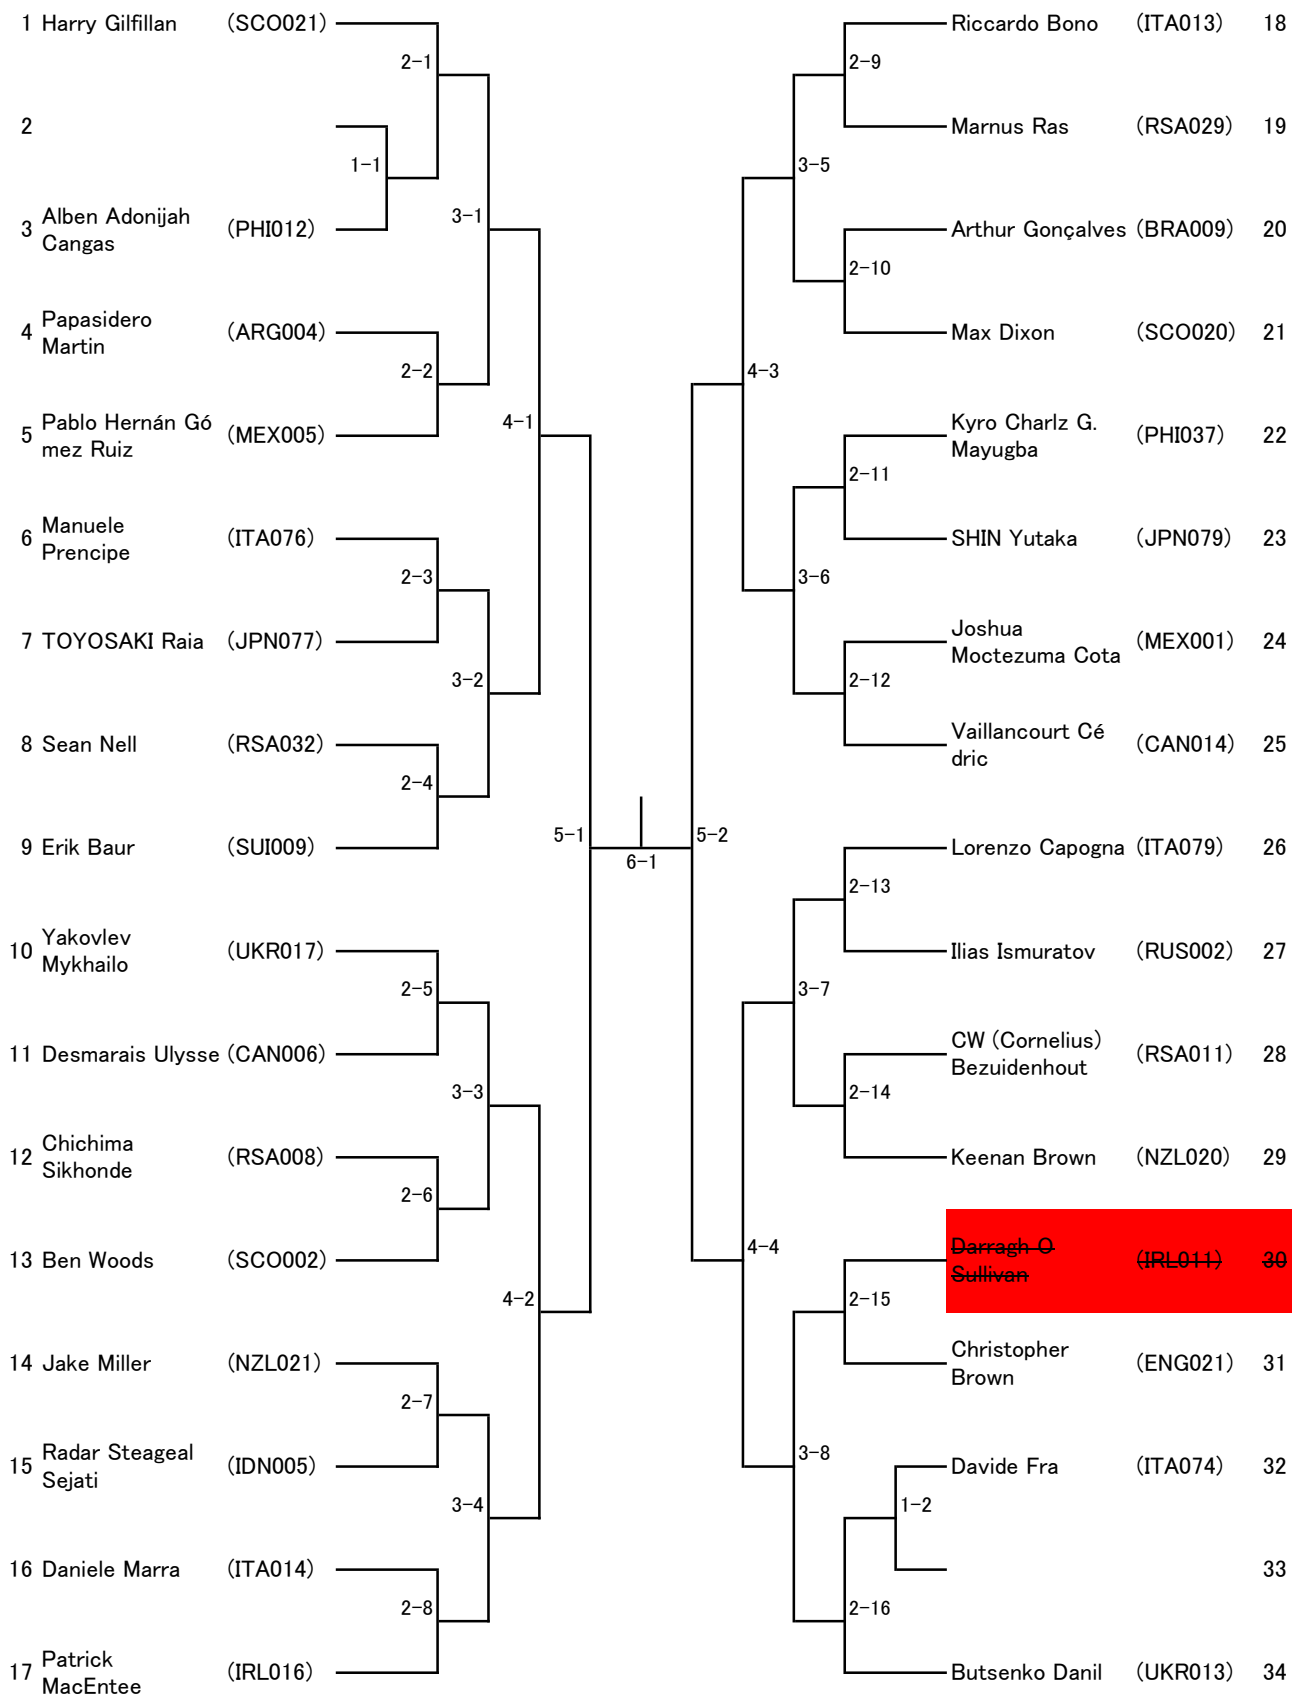 1 Harry Gilfillan (SCO021)
2-1
2
1-1
3 Alben Adonijah
Cangas (PHI012)
3-1
4 Papasidero
Martin (ARG004)
2-2
5 Pablo Hernán Gó
mez Ruiz (MEX005)
4-1
6 Manuele
Prencipe (ITA076)
2-3
7 TOYOSAKI Raia (JPN077)
3-2
8 Sean Nell (RSA032)
2-4
9 Erik Baur (SUI009)
5-1
6-1
10 Yakovlev
Mykhailo (UKR017)
2-5
11 Desmarais Ulysse (CAN006)
3-3
12 Chichima
Sikhonde (RSA008)
2-6
13 Ben Woods (SCO002)
4-2
14 Jake Miller (NZL021)
2-7
15 Radar Steageal
Sejati (IDN005)
3-4
16 Daniele Marra (ITA014)
2-8
17 Patrick
MacEntee (IRL016)
Riccardo Bono (ITA013) 18
2-9
Marnus Ras (RSA029) 19
3-5
Arthur Gonçalves (BRA009) 20
2-10
Max Dixon (SCO020) 21
4-3
Kyro Charlz G.
Mayugba (PHI037) 22
2-11
SHIN Yutaka (JPN079) 23
3-6
Joshua
Moctezuma Cota (MEX001) 24
2-12
Vaillancourt Cé
dric (CAN014) 25
5-2
Lorenzo Capogna (ITA079) 26
2-13
Ilias Ismuratov (RUS002) 27
3-7
CW (Cornelius)
Bezuidenhout (RSA011) 28
2-14
Keenan Brown (NZL020) 29
4-4
Darragh O
Sullivan (IRL011) 30
2-15
Christopher
Brown (ENG021) 31
3-8
Davide Fra (ITA074) 32
1-2
33
2-16
Butsenko Danil (UKR013) 34